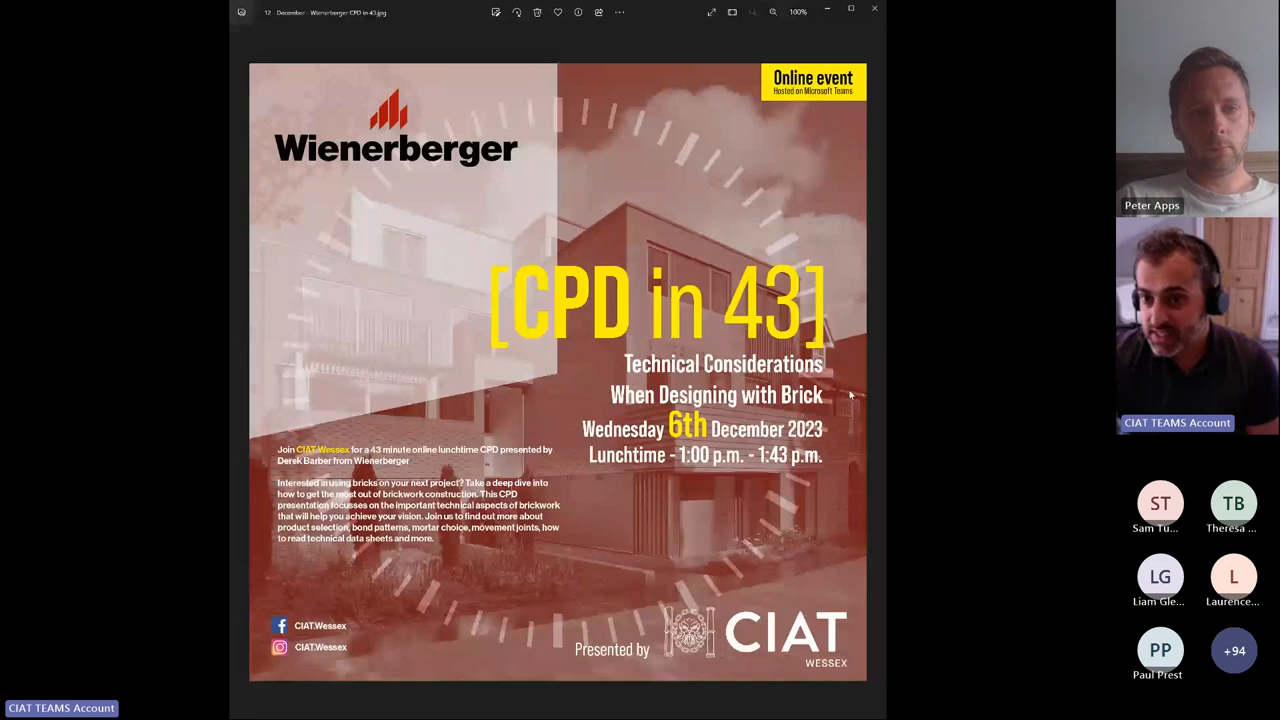 12 - December - Wienerberger CPD in 43.jpg
100%
Online event
Hosted on Microsoft Teams
Wienerberger
[CPD in 43]
Technical Considerations
When Designing with Brick
Wednesday 6th December 2023
Lunchtime - 1:00 p.m. - 1:43 p.m.
Join CIAT.Wessex for a 43 minute online lunchtime CPD presented by
Derek Barber from Wienerberger
Interested in using bricks on your next project? Take a deep dive into
how to get the most out of brickwork construction. This CPD
presentation focusses on the important technical aspects of brickwork
that will help you achieve your vision. Join us to find out more about
product selection, bond patterns, mortar choice, movement joints, how
to read technical data sheets and more.
CIAT.Wessex
CIAT.Wessex
Presented by
CIAT
WESSEX
Peter Apps
CIAT TEAMS Account
ST
TB
Sam Tu...
Theresa ...
LG
L
Liam Gle...
Laurence...
PP
+94
Paul Prest
CIAT TEAMS Account